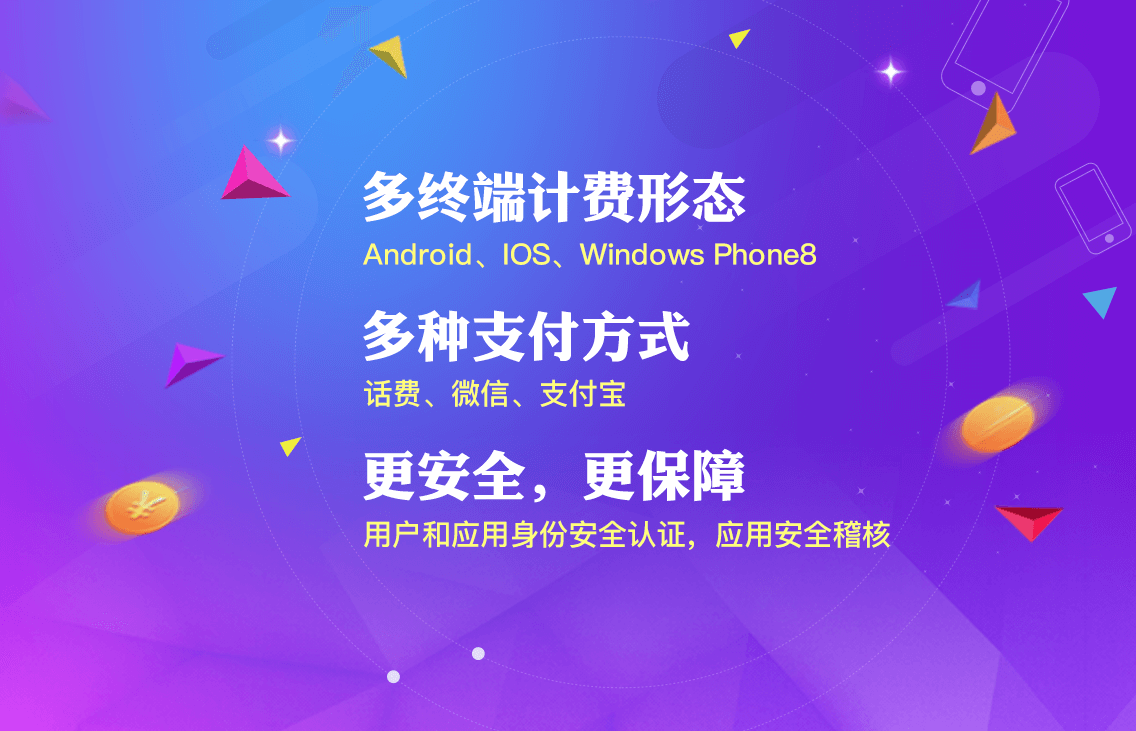 多终端计费形态
Android、IOS、Windows Phone8
多种支付方式
话费、微信、支付宝
更安全，更保障
用户和应用身份安全认证，应用安全稽核
¥